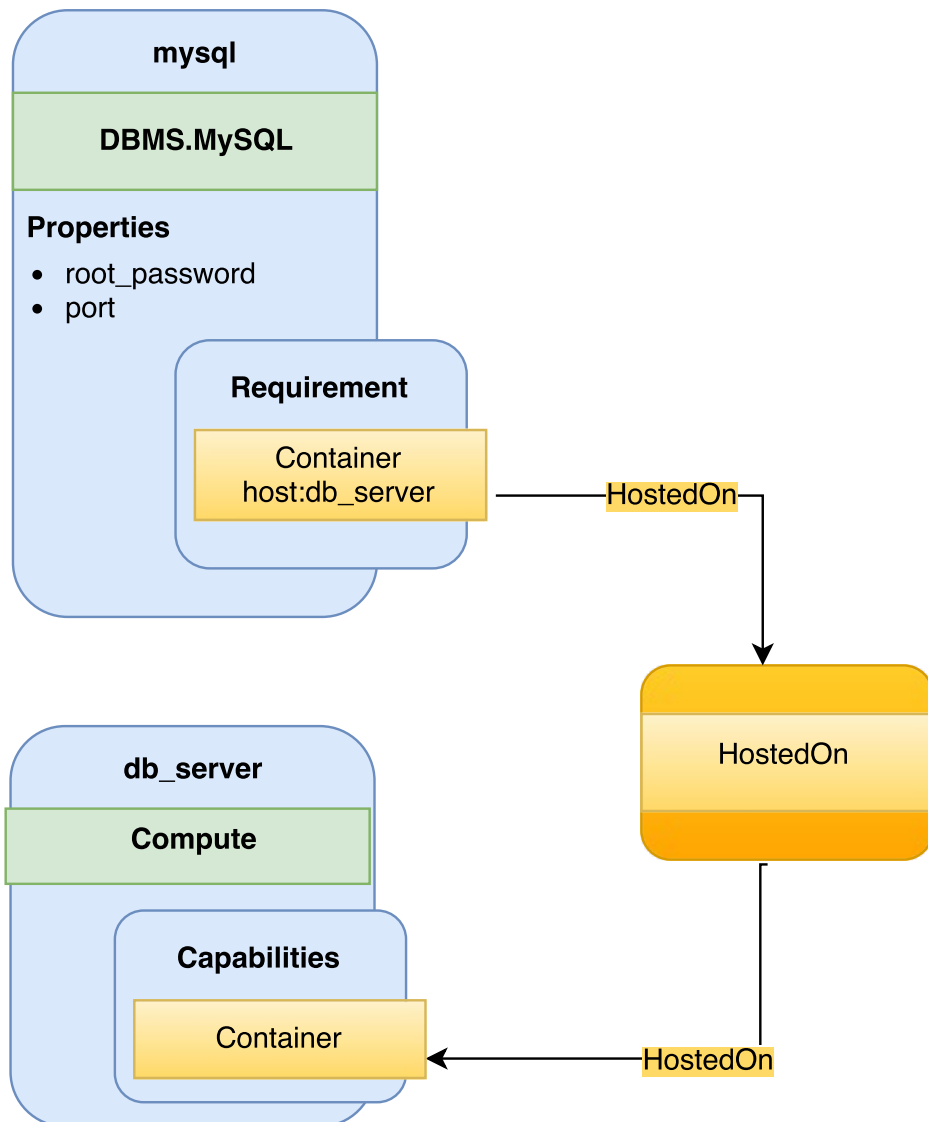 mysql
DBMS.MySQL
Properties
• root_password
• port
Requirement
Container
host:db_server
HostedOn
HostedOn
db_server
Compute
Capabilities
Container
HostedOn